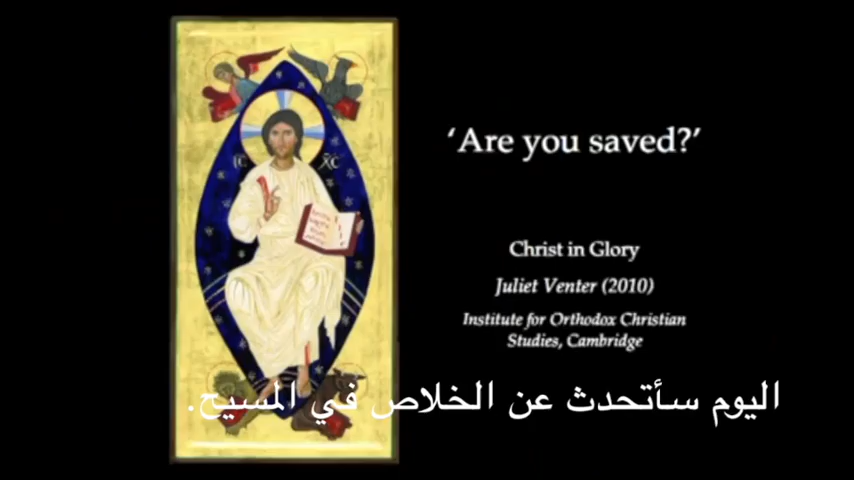 ‘Are you saved?’
IC
XC
Christ in Glory
Juliet Venter (2010)
Institute for Orthodox Christian
Studies, Cambridge
اليوم سأتحدث عن الخلاص في المسيح.